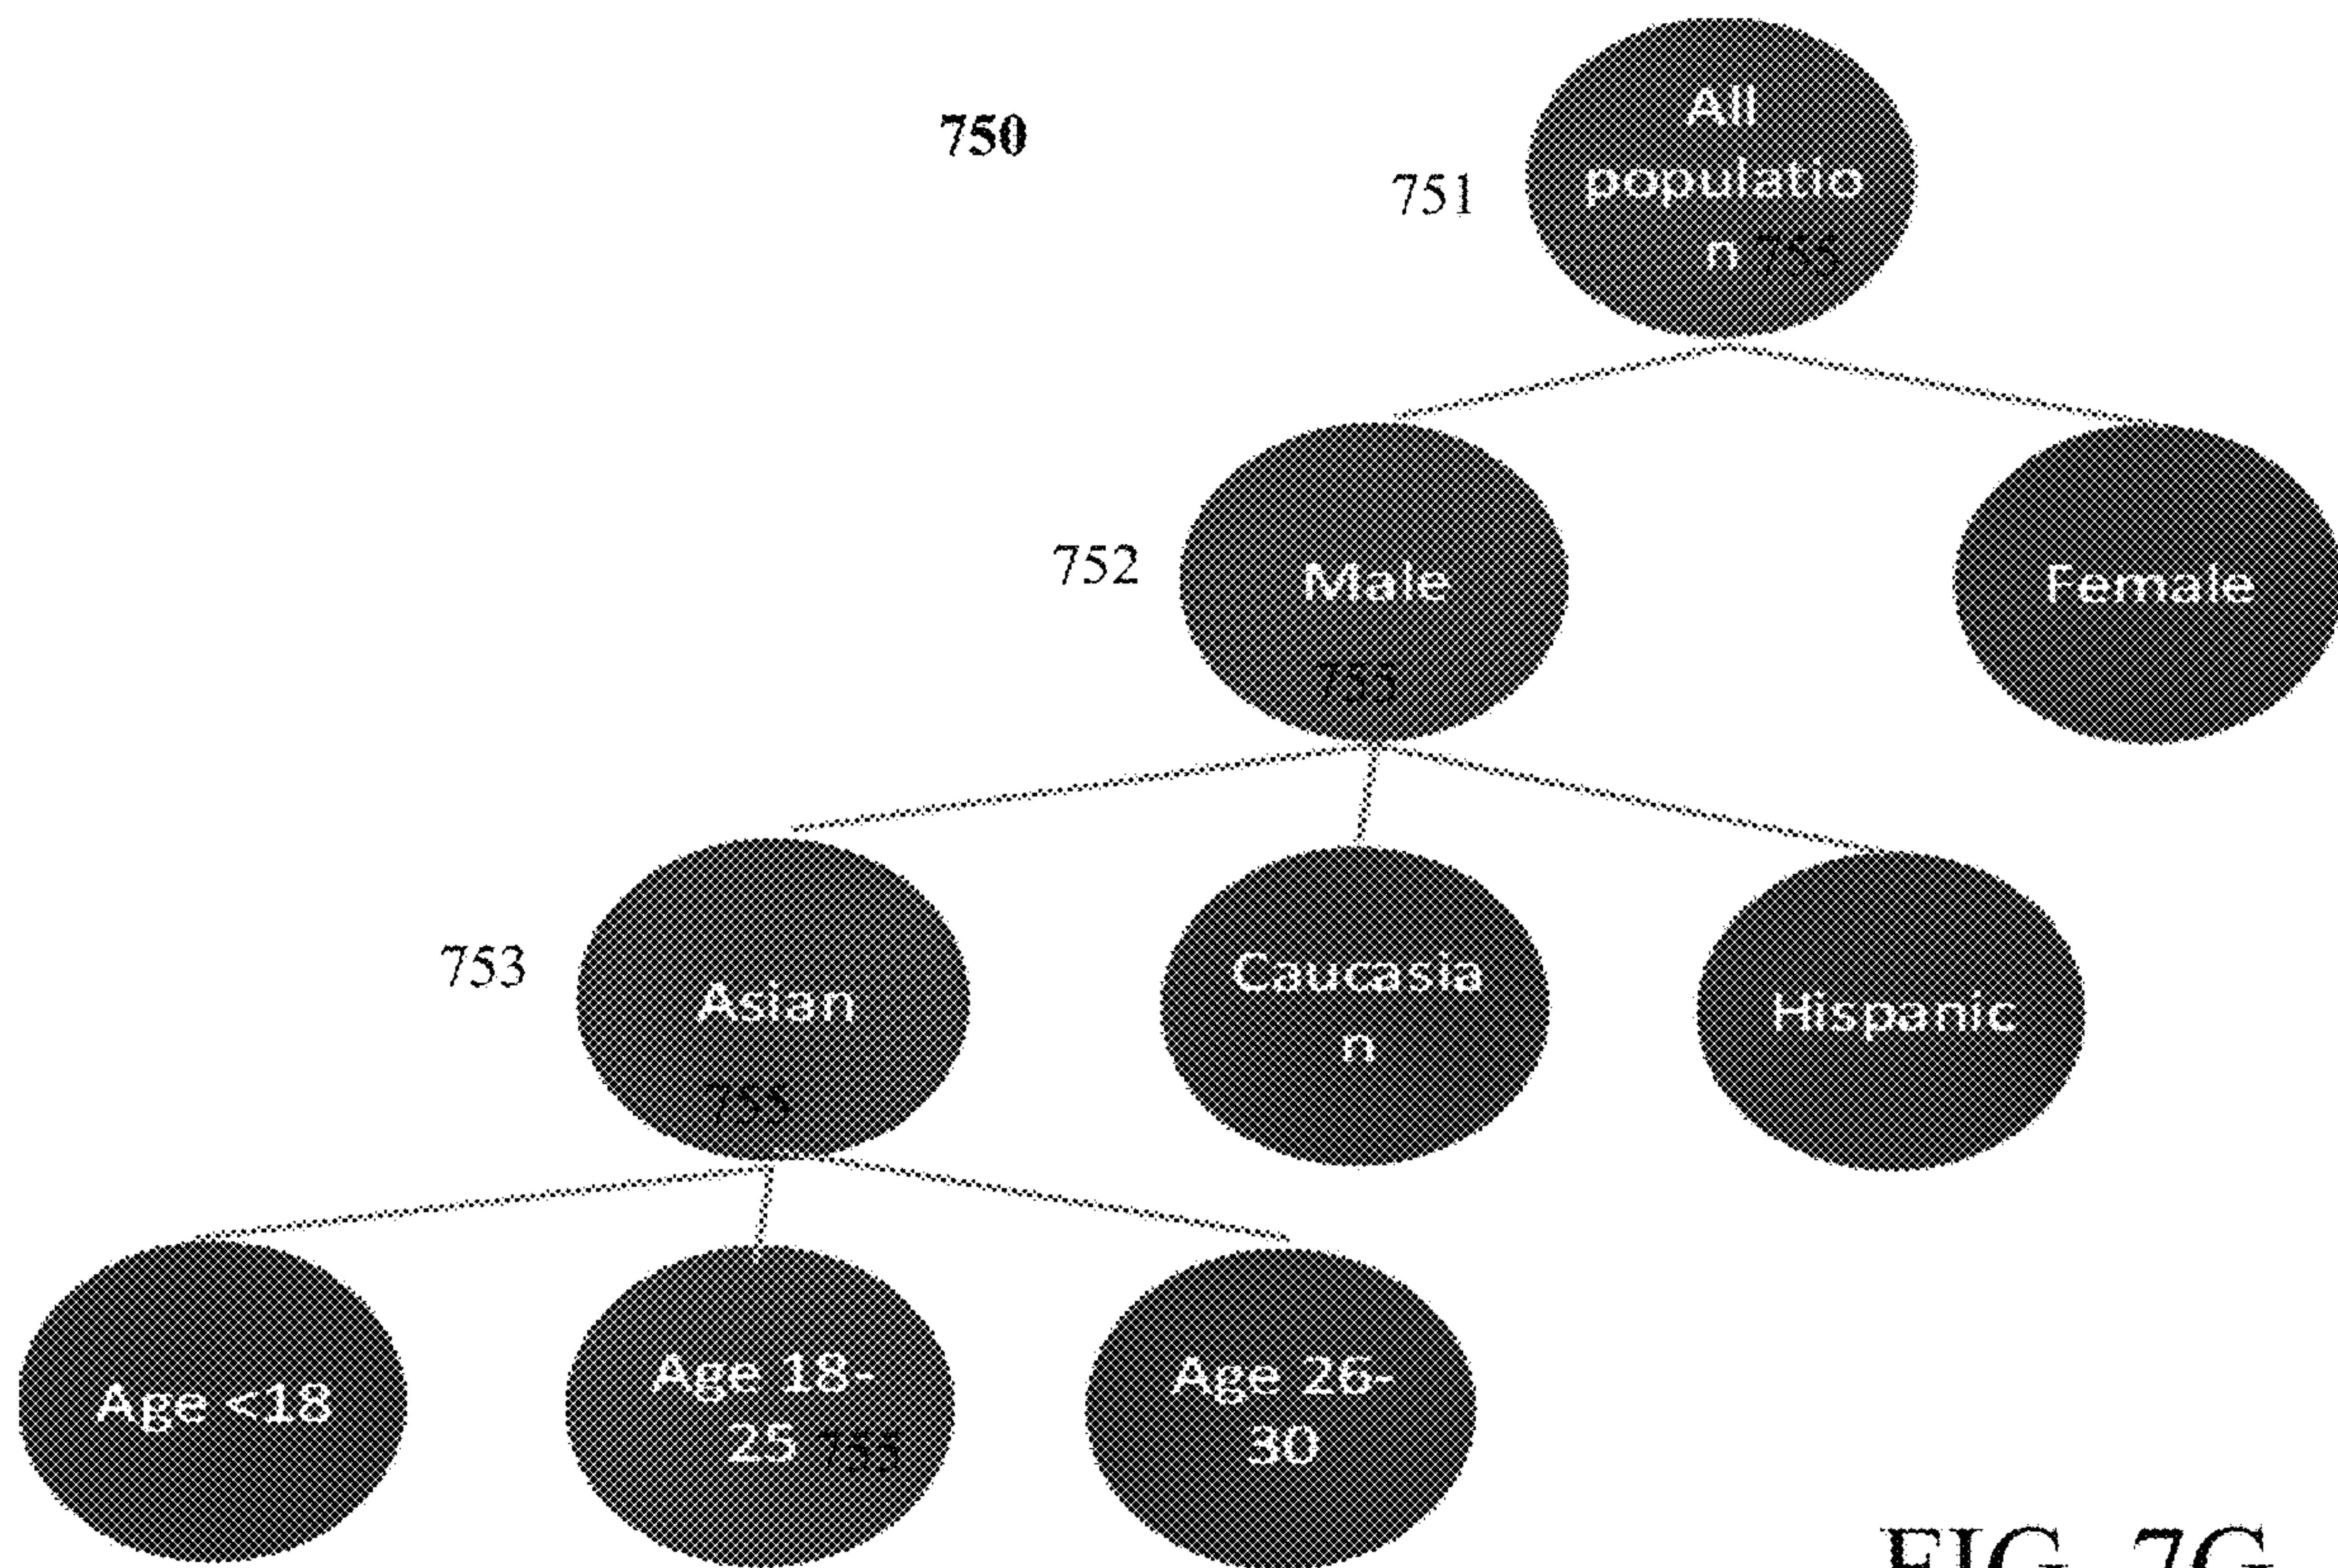 750
All
populatio
n 755
751
752
Male
755
Female
753
Asian
755
Caucasia
n
Hispanic
Age <18
Age 18-
25 755
Age 26-
30
FIG. 7G